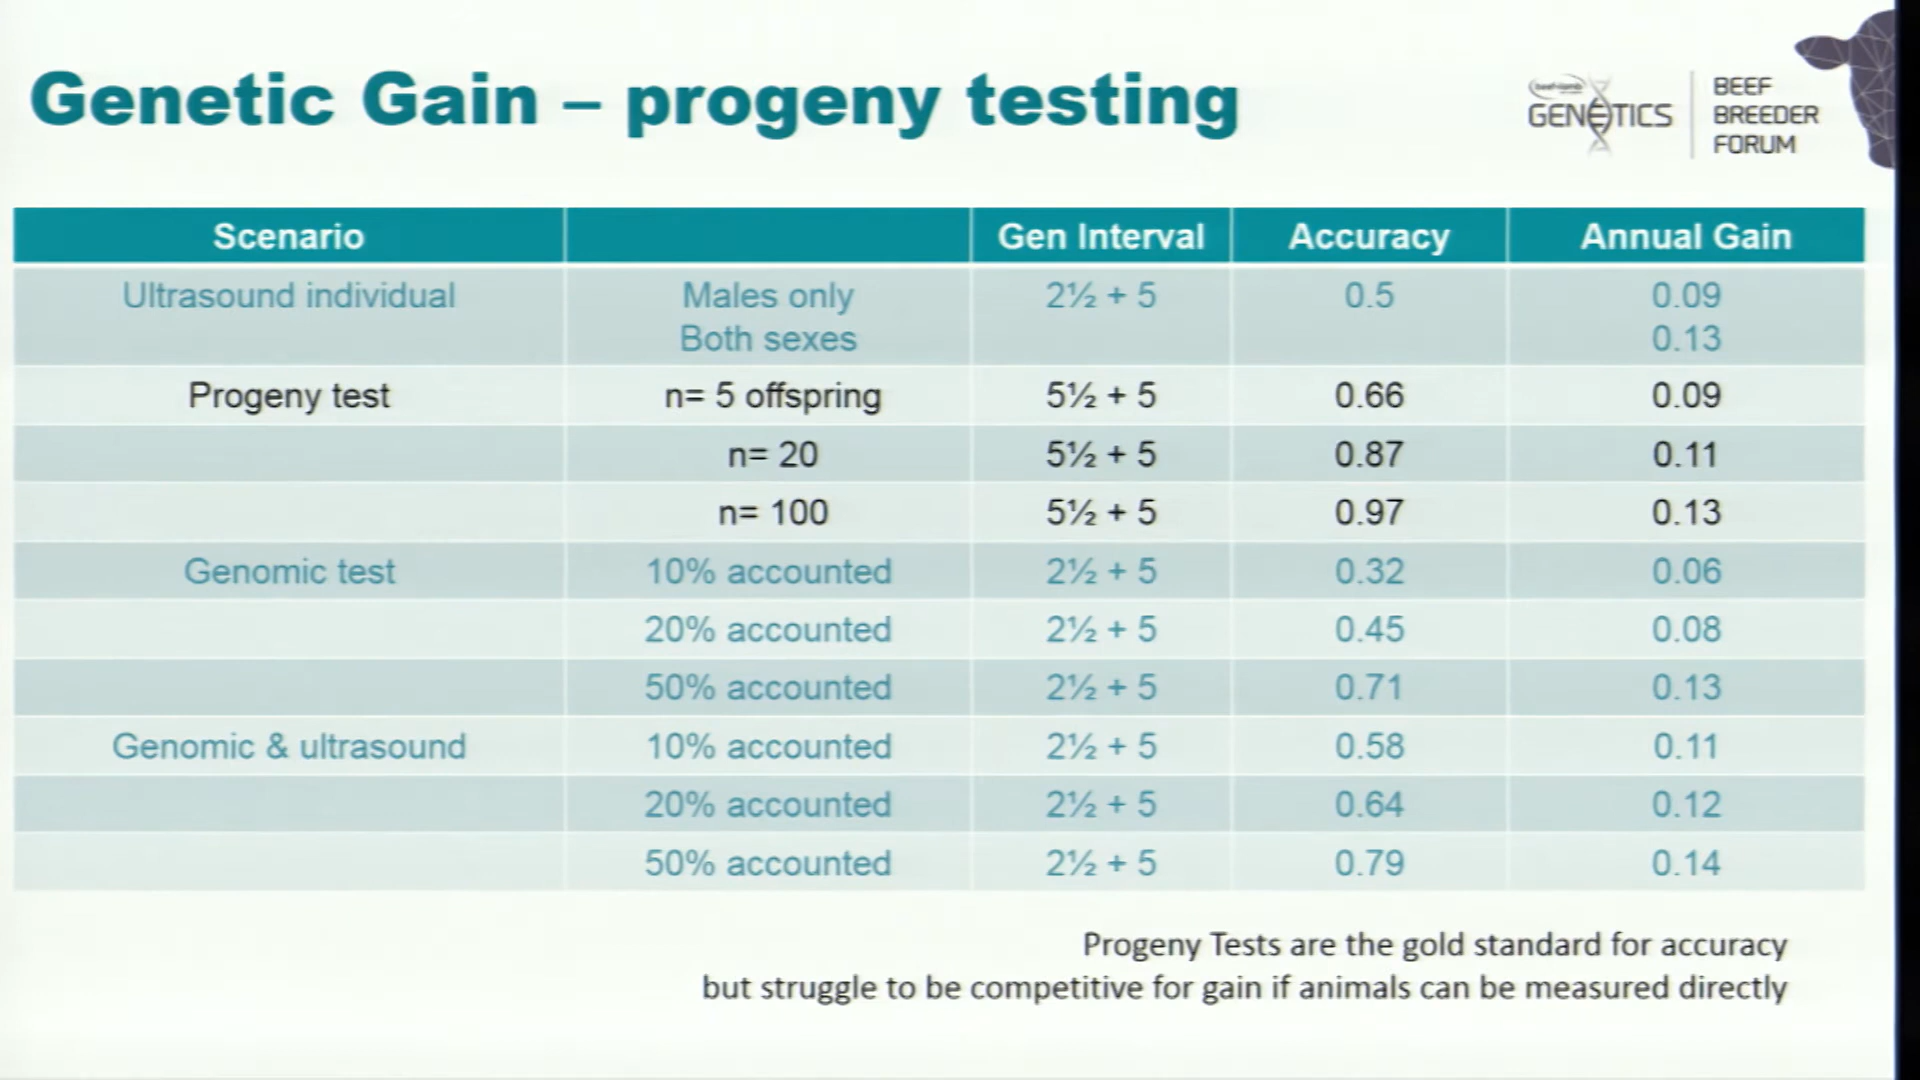 Genetic Gain – progeny testing
beef+lamb
GENETICS
BEEF
BREEDER
FORUM
Scenario Gen Interval Accuracy Annual Gain
Ultrasound individual Males only 2½ + 5 0.5 0.09
Both sexes 0.13
Progeny test n= 5 offspring 5½ + 5 0.66 0.09
n= 20 5½ + 5 0.87 0.11
n= 100 5½ + 5 0.97 0.13
Genomic test 10% accounted 2½ + 5 0.32 0.06
20% accounted 2½ + 5 0.45 0.08
50% accounted 2½ + 5 0.71 0.13
Genomic & ultrasound 10% accounted 2½ + 5 0.58 0.11
20% accounted 2½ + 5 0.64 0.12
50% accounted 2½ + 5 0.79 0.14
Progeny Tests are the gold standard for accuracy
but struggle to be competitive for gain if animals can be measured directly